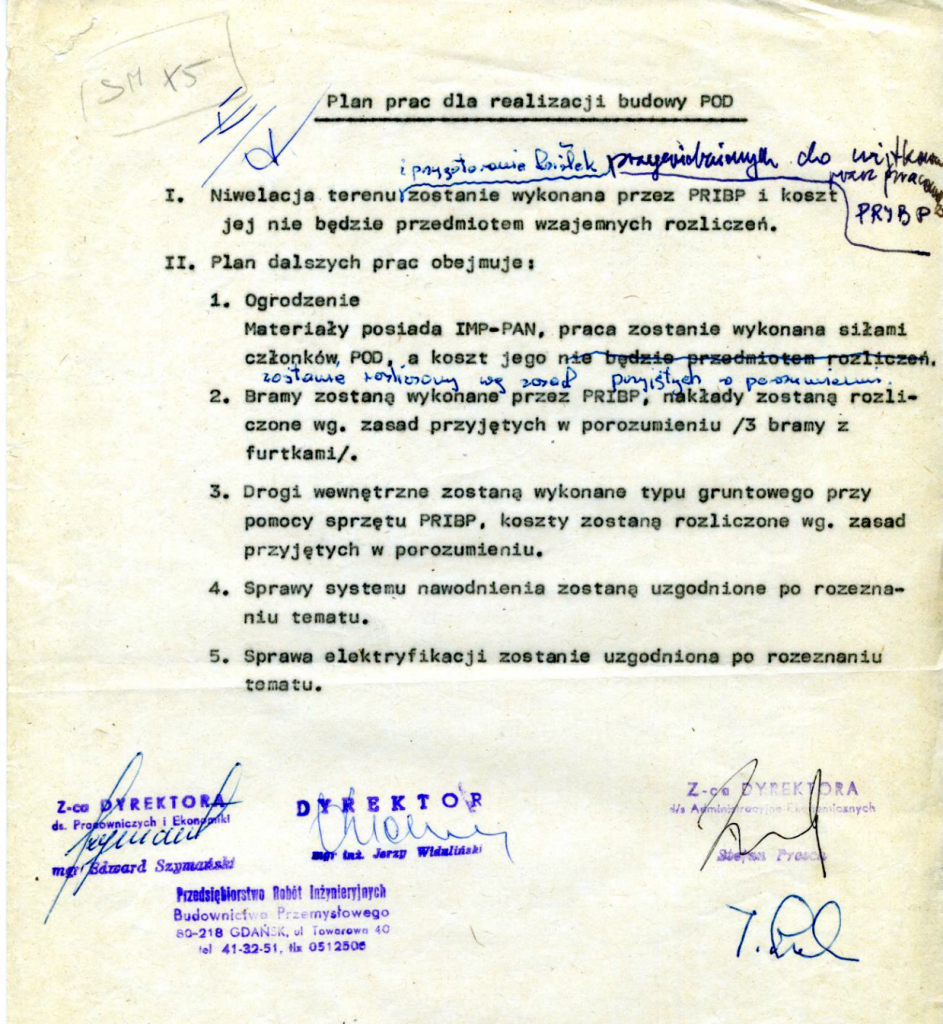 SM X5
Plan prac dla realizacji budowy POD
i przygotowanie działek przewidzianych do
przez
PRIBP
I. Niwelacja terenu zostanie wykonana przez PRIBP i koszt
jej nie będzie przedmiotem wzajemnych rozliczeń.
II. Plan dalszych prac obejmuje:
1. Ogrodzenie
Materiały posiada IMP-PAN, praca zostanie wykonana siłami
członków POD, a koszt jego nie będzie przedmiotem rozliczeń.
zostanie rozliczony wg zasad przyjętych w porozumieniu.
2. Bramy zostaną wykonane przez PRIBP, nakłady zostaną rozli-
czone wg. zasad przyjętych w porozumieniu /3 bramy z
furtkami/.
3. Drogi wewnętrzne zostaną wykonane typu gruntowego przy
pomocy sprzętu PRIBP, koszty zostaną rozliczone wg. zasad
przyjętych w porozumieniu.
4. Sprawy systemu nawodnienia zostaną uzgodnione po rozezna-
niu tematu.
5. Sprawa elektryfikacji zostanie uzgodniona po rozeznaniu
tematu.
Z-ca DYREKTORA
ds. Pracowniczych i Ekonomiki
mgr Edward Szymański
DYREKTOR
mgr inż. Jerzy Widuliński
Z-ca DYREKTORA
d/s Administracyjno Ekonomicznych
Stefan
Przedsiębiorstwo Robót Inżynieryjnych
Budownictwa Przemysłowego
80-218 GDAŃSK, ul Towarowa 40
tel 41-32-51, tlx 0512506